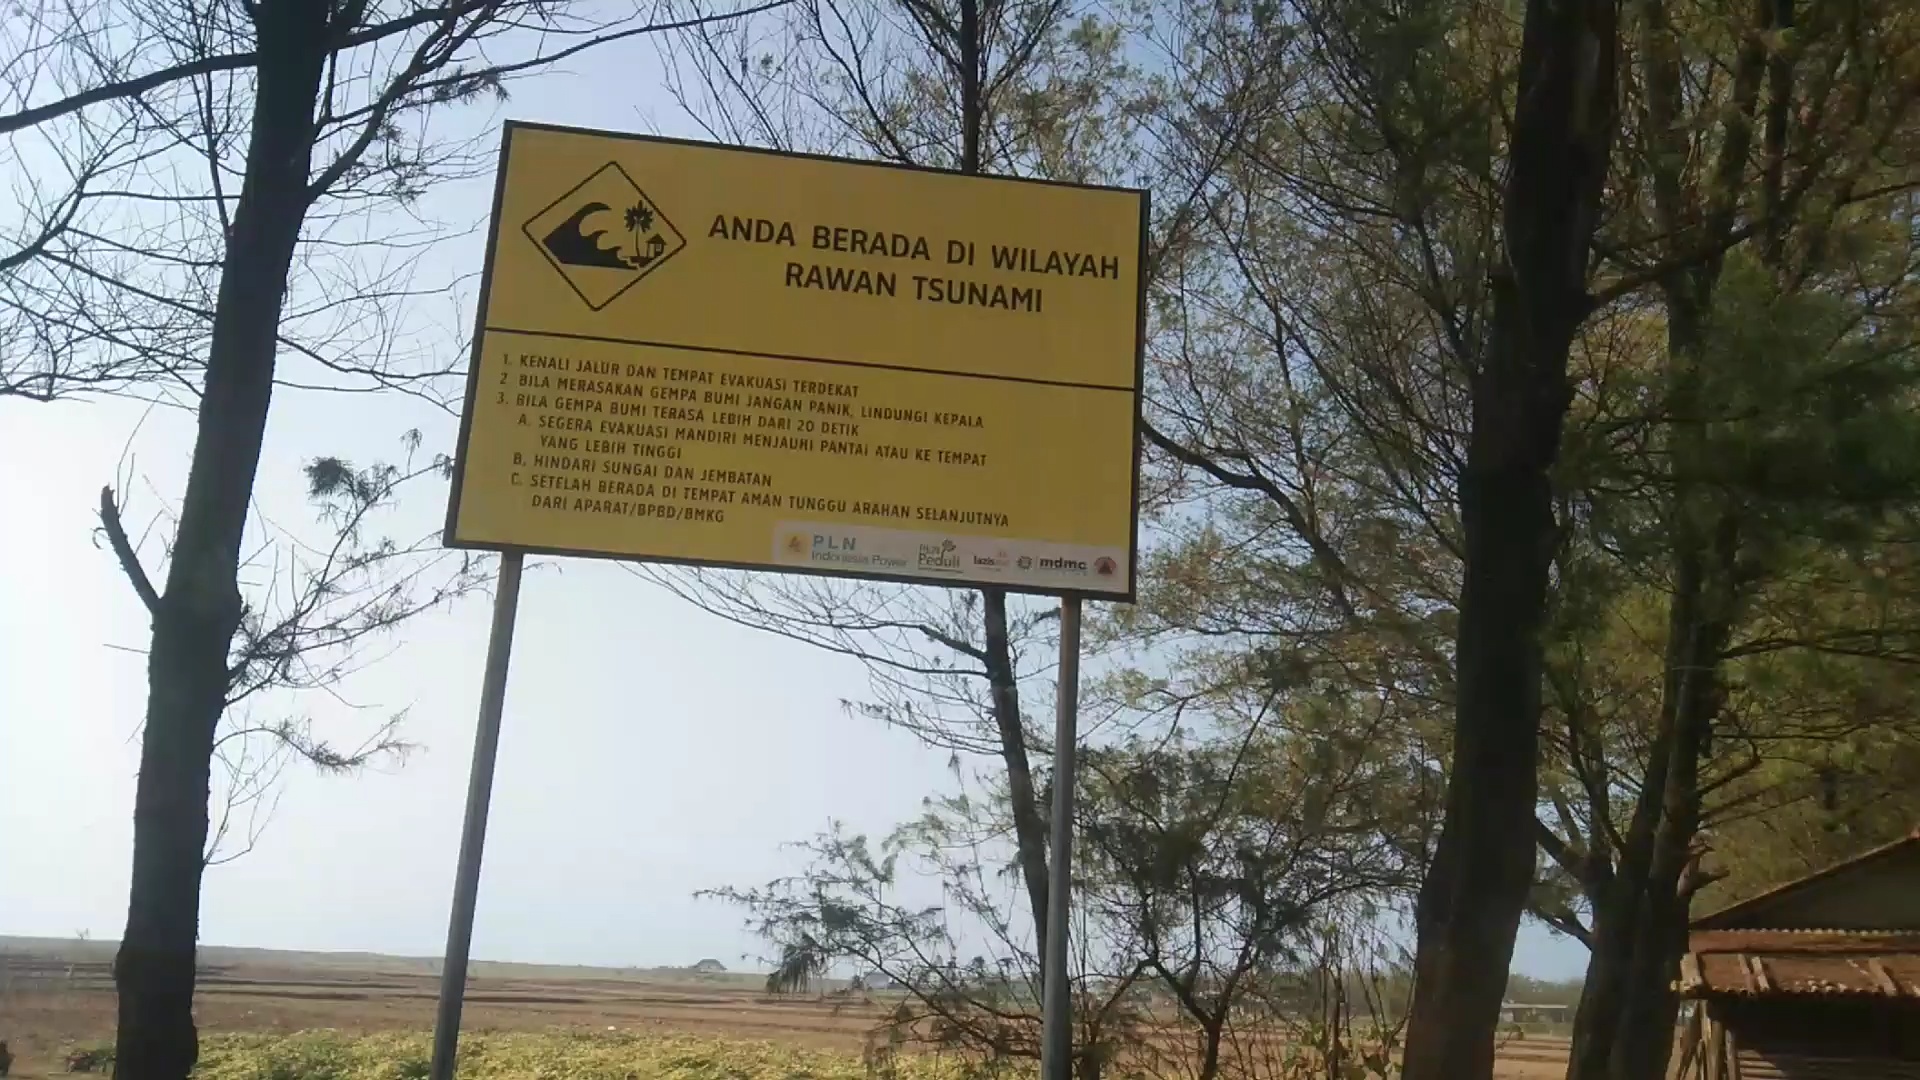 ANDA BERADA DI WILAYAH
RAWAN TSUNAMI
1. KENALI JALUR DAN TEMPAT EVAKUASI TERDEKAT
2. BILA MERASAKAN GEMPA BUMI JANGAN PANIK, LINDUNGI KEPALA
3. BILA GEMPA BUMI TERASA LEBIH DARI 20 DETIK
A. SEGERA EVAKUASI MANDIRI MENJAUHI PANTAI ATAU KE TEMPAT
YANG LEBIH TINGGI
B. HINDARI SUNGAI DAN JEMBATAN
C. SETELAH BERADA DI TEMPAT AMAN TUNGGU ARAHAN SELANJUTNYA
DARI APARAT/BPBD/BMKG
PLN
Indonesia Power
PLN
Peduli
mdmc